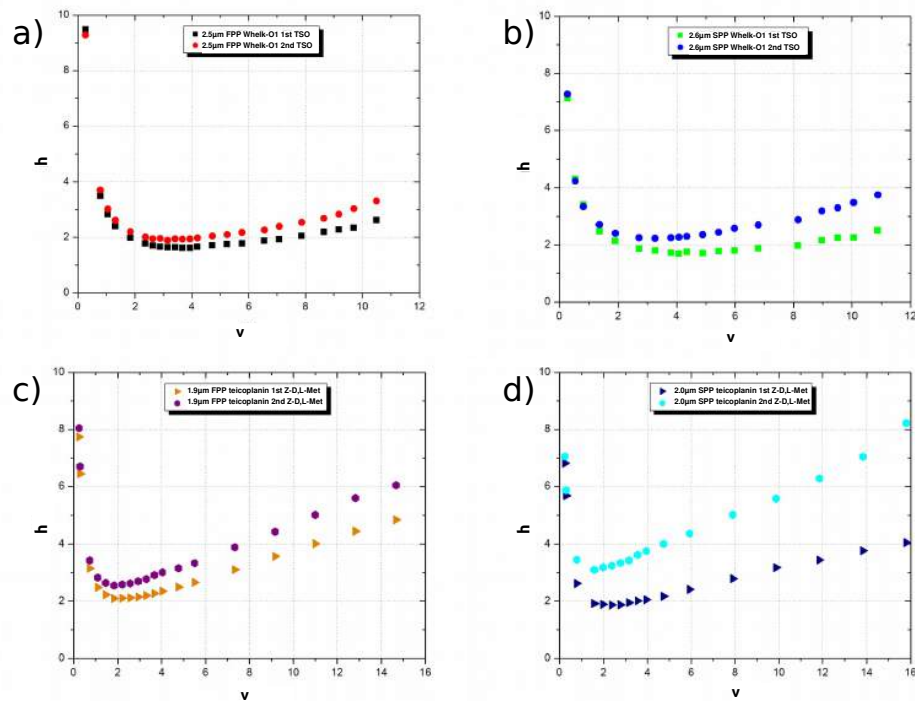 a)
2.5µm FPP Whelk-O1 1st TSO
2.5µm FPP Whelk-O1 2nd TSO
10
8
6
4
2
0
h
0 2 4 6 8 10 12
v
b)
2.6µm SPP Whelk-O1 1st TSO
2.6µm SPP Whelk-O1 2nd TSO
10
8
6
4
2
0
h
0 2 4 6 8 10 12
v
c)
1.9µm FPP teicoplanin 1st Z-D,L-Met
1.9µm FPP teicoplanin 2nd Z-D,L-Met
10
8
6
4
2
0
h
0 2 4 6 8 10 12 14 16
v
d)
2.0µm SPP teicoplanin 1st Z-D,L-Met
2.0µm SPP teicoplanin 2nd Z-D,L-Met
10
8
6
4
2
0
h
0 2 4 6 8 10 12 14 16
v